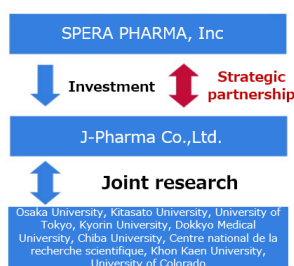 SPERA PHARMA, Inc
Investment
Strategic
partnership
J-Pharma Co.,Ltd.
Joint research
Osaka University, Kitasato University, University of
Tokyo, Kyorin University, Dokkyo Medical
University, Chiba University, Centre national de la
recherche scientifique, Khon Kaen University,
University of Colorado